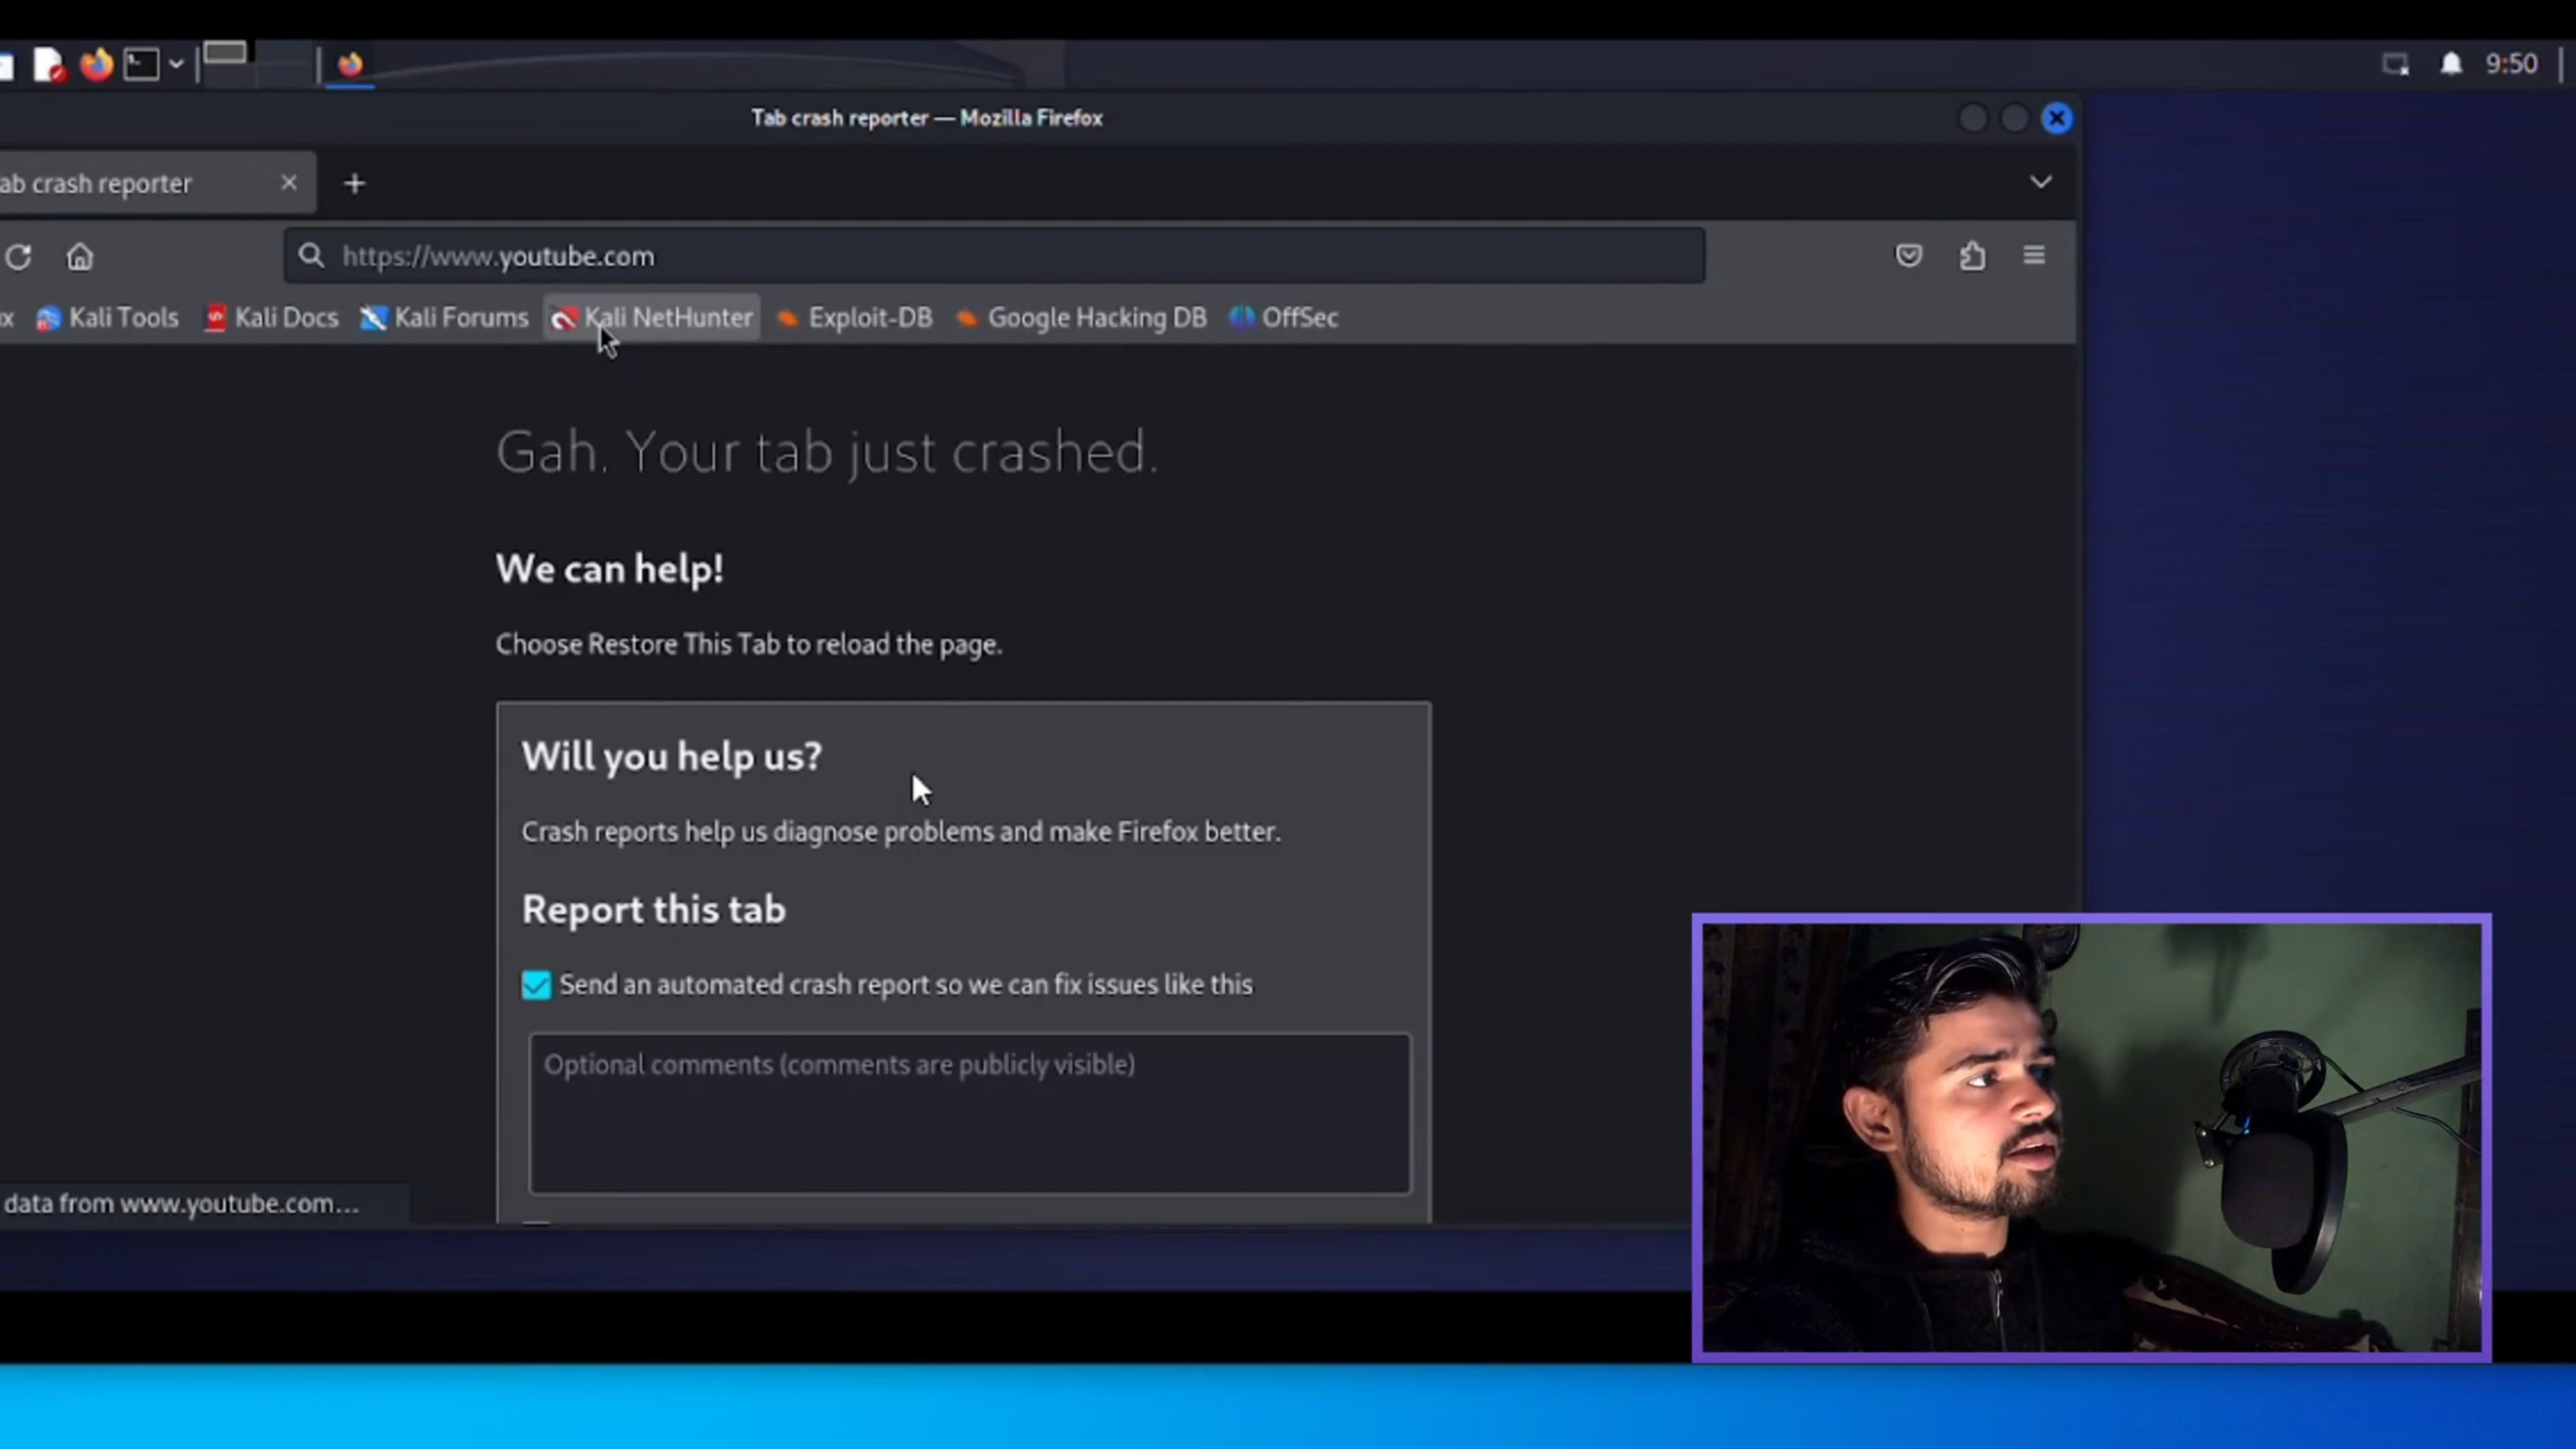 9:50
Tab crash reporter — Mozilla Firefox
ab crash reporter
https://www.youtube.com
x Kali Tools Kali Docs Kali Forums Kali NetHunter Exploit-DB Google Hacking DB OffSec
Gah. Your tab just crashed.
We can help!
Choose Restore This Tab to reload the page.
Will you help us?
Crash reports help us diagnose problems and make Firefox better.
Report this tab
Send an automated crash report so we can fix issues like this
Optional comments (comments are publicly visible)
data from www.youtube.com...